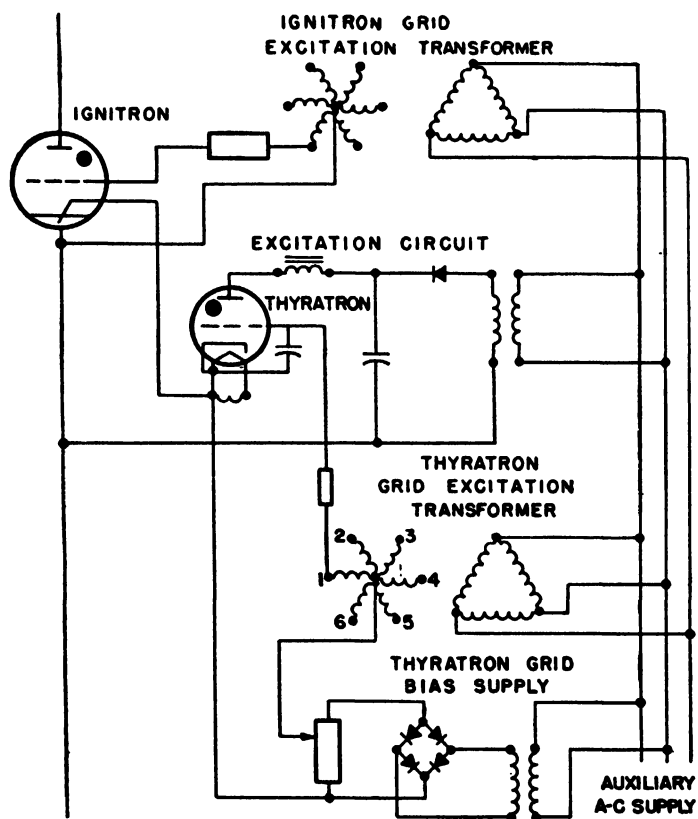 IGNITRON GRID
EXCITATION TRANSFORMER
IGNITRON
EXCITATION CIRCUIT
THYRATRON
THYRATRON
GRID EXCITATION
TRANSFORMER
2 3
1 4
6 5
THYRATRON GRID
BIAS SUPPLY
AUXILIARY
A-C SUPPLY